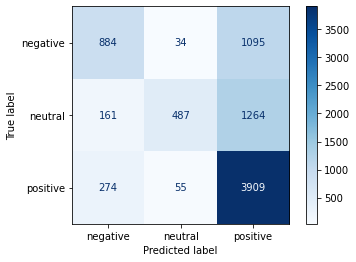 True label
negative
884 34 1095
neutral
161 487 1264
positive
274 55 3909
negative neutral positive
Predicted label
3500
3000
2500
2000
1500
1000
500